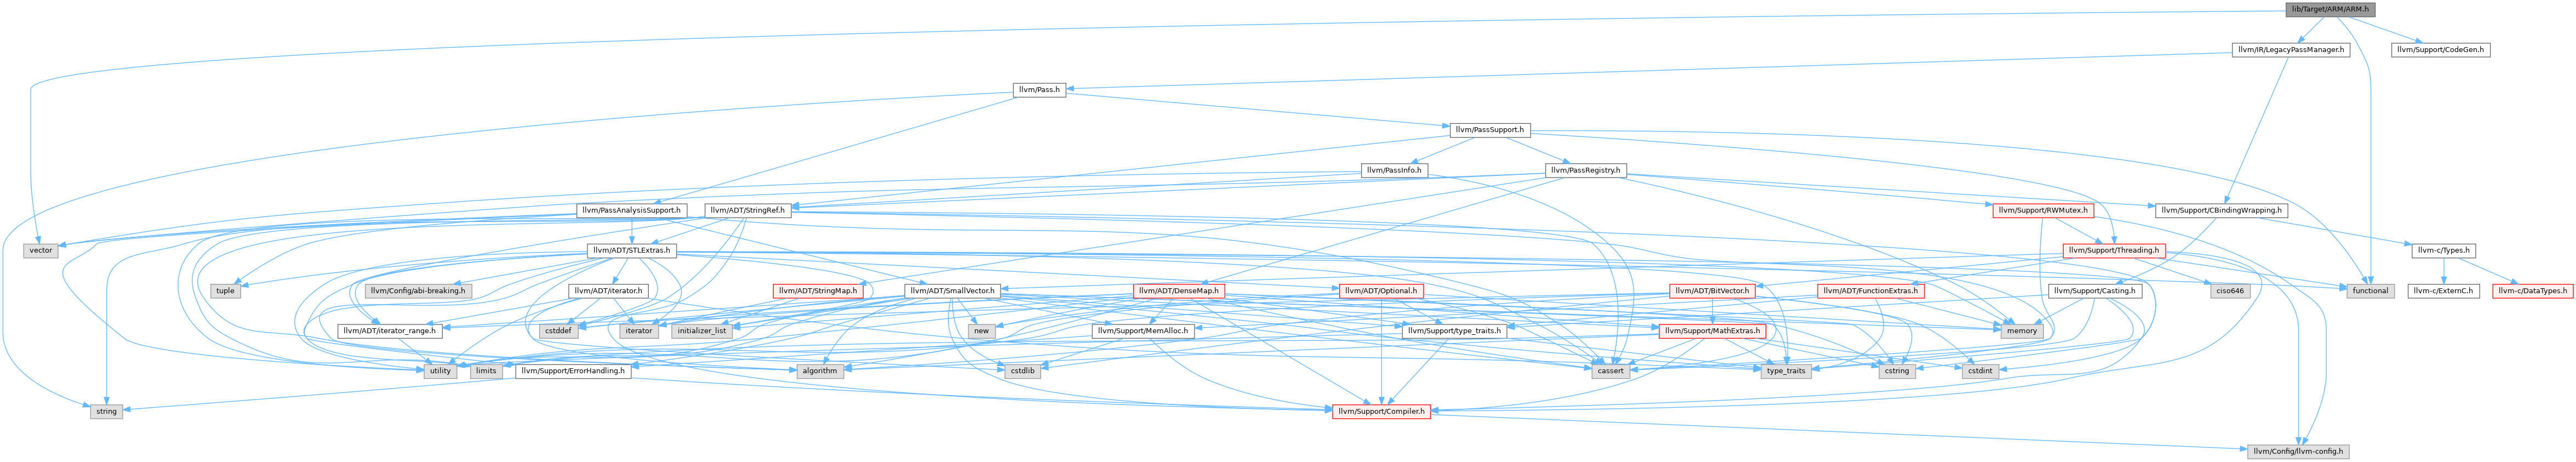 lib/Target/ARM/ARM.h
llvm/IR/LegacyPassManager.h
llvm/Support/CodeGen.h
llvm/Pass.h
llvm/PassSupport.h
llvm/PassInfo.h
llvm/PassRegistry.h
llvm/PassAnalysisSupport.h
llvm/ADT/StringRef.h
llvm/Support/RWMutex.h
llvm/Support/CBindingWrapping.h
vector
llvm/ADT/STLExtras.h
llvm/Support/Threading.h
llvm-c/Types.h
tuple
llvm/Config/abi-breaking.h
llvm/ADT/iterator.h
llvm/ADT/StringMap.h
llvm/ADT/SmallVector.h
llvm/ADT/DenseMap.h
llvm/ADT/Optional.h
llvm/ADT/BitVector.h
llvm/ADT/FunctionExtras.h
llvm/Support/Casting.h
ciso646
functional
llvm-c/ExternC.h
llvm-c/DataTypes.h
llvm/ADT/iterator_range.h
cstddef
iterator
initializer_list
new
llvm/Support/MemAlloc.h
llvm/Support/type_traits.h
llvm/Support/MathExtras.h
memory
utility
limits
llvm/Support/ErrorHandling.h
algorithm
cstdlib
cassert
type_traits
cstring
cstdint
string
llvm/Support/Compiler.h
llvm/Config/llvm-config.h